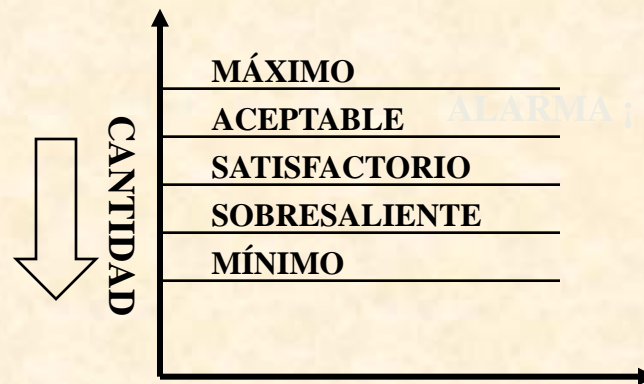 MÁXIMO
ACEPTABLE
ALARMA ¡
SATISFACTORIO
SOBRESALIENTE
MÍNIMO
CANTIDAD